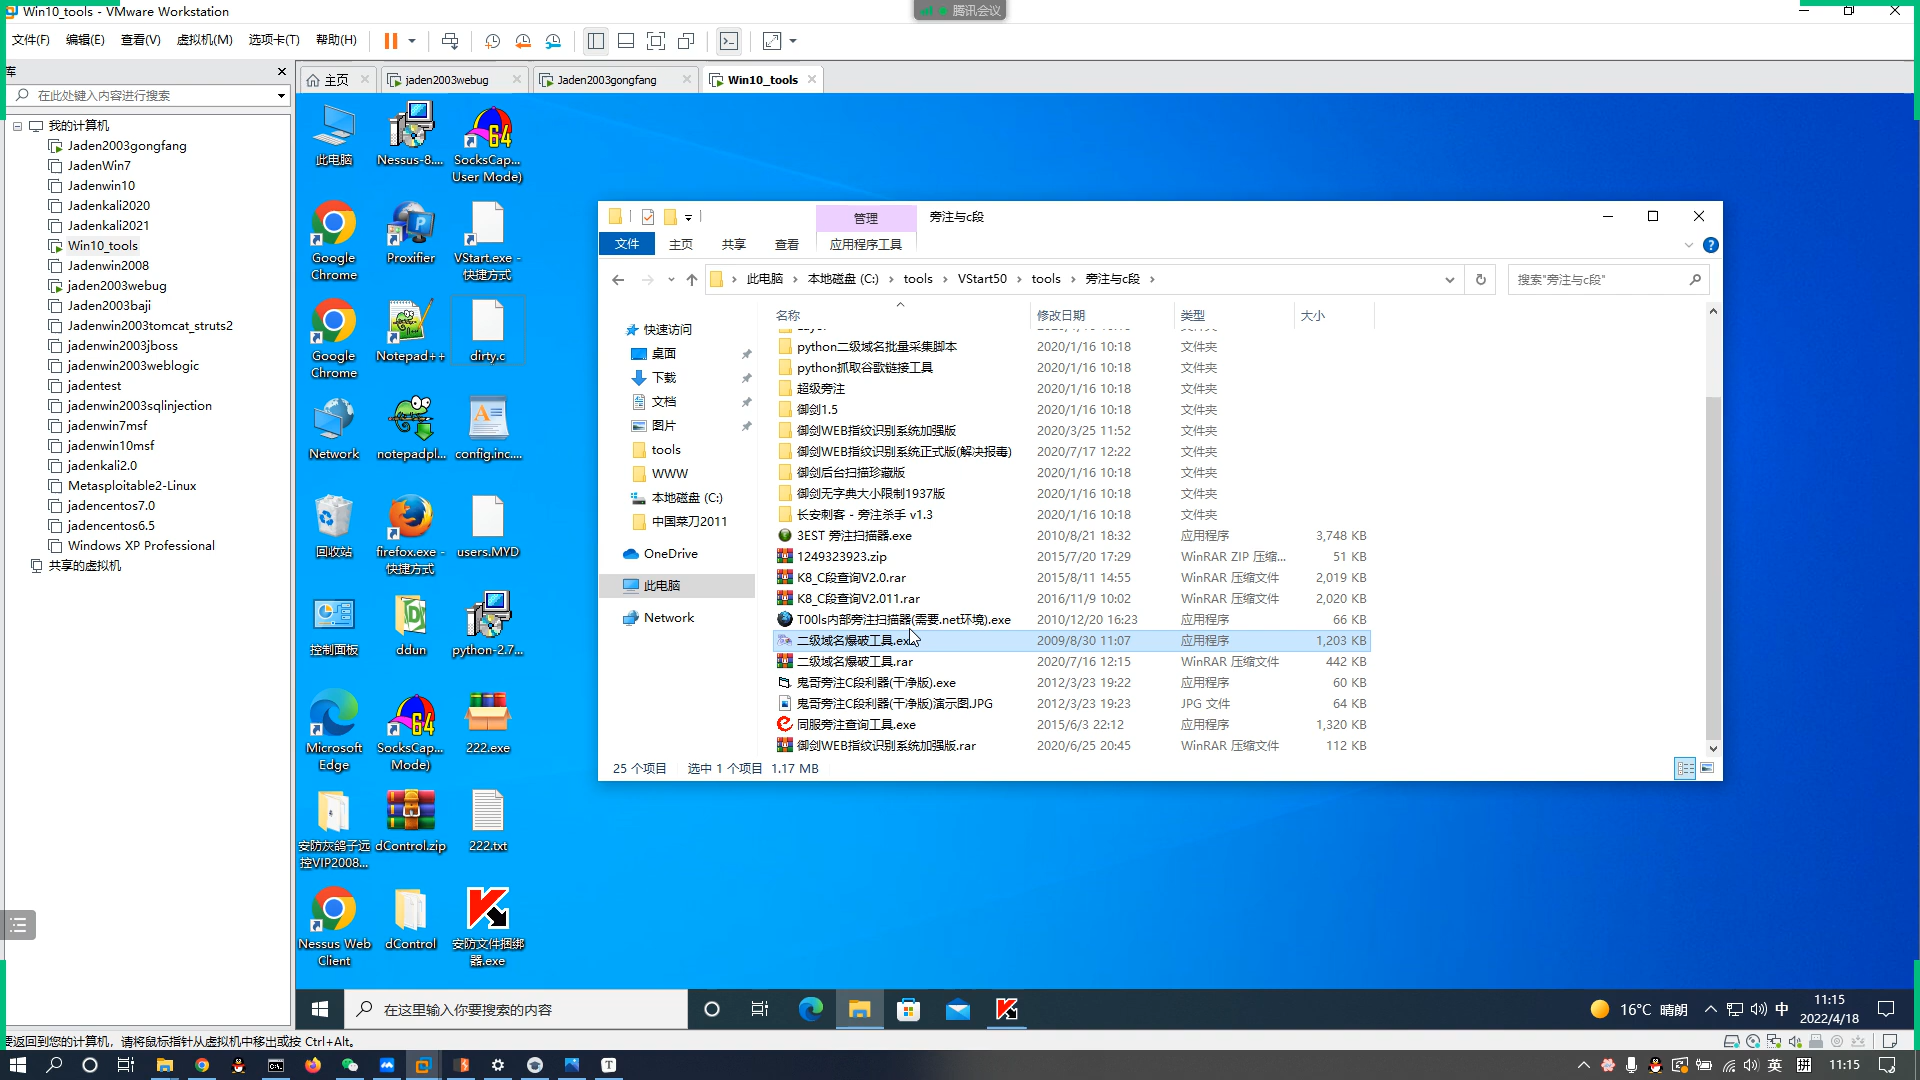 Win10_tools - VMware Workstation
腾讯会议
文件(F) 编辑(E) 查看(V) 虚拟机(M) 选项卡(T) 帮助(H)
库
主页 jaden2003webug Jaden2003gongfang Win10_tools
在此处键入内容进行搜索
我的计算机
Jaden2003gongfang
JadenWin7
Jadenwin10
Jadenkali2020
Jadenkali2021
Win10_tools
Jadenwin2008
jaden2003webug
Jaden2003baji
Jadenwin2003tomcat_struts2
jadenwin2003jboss
jadenwin2003weblogic
jadentest
jadenwin2003sqlinjection
jadenwin7msf
jadenwin10msf
jadenkali2.0
Metasploitable2-Linux
jadencentos7.0
jadencentos6.5
Windows XP Professional
共享的虚拟机
此电脑 Nessus-8.... SocksCap...
User Mode)
Google Proxifier VStart.exe -
Chrome 快捷方式
Google Notepad++ dirty.c
Chrome
Network notepadpl... config.inc....
回收站 firefox.exe - users.MYD
快捷方式
控制面板 ddun python-2.7...
Microsoft SocksCap... 222.exe
Edge Mode)
安防灰鸽子远 dControl.zip 222.txt
控VIP2008...
Nessus Web dControl 安防文件捆绑
Client 器.exe
管理 旁注与c段
文件 主页 共享 查看 应用程序工具
此电脑 本地磁盘 (C:) tools VStart50 tools 旁注与c段
搜索"旁注与c段"
快速访问
桌面
下载
文档
图片
tools
WWW
本地磁盘 (C:)
中国菜刀2011
OneDrive
此电脑
Network
名称 修改日期 类型 大小
python二级域名批量采集脚本 2020/1/16 10:18 文件夹
python抓取谷歌链接工具 2020/1/16 10:18 文件夹
超级旁注 2020/1/16 10:18 文件夹
御剑1.5 2020/1/16 10:18 文件夹
御剑WEB指纹识别系统加强版 2020/3/25 11:52 文件夹
御剑WEB指纹识别系统正式版(解决报毒) 2020/7/17 12:22 文件夹
御剑后台扫描珍藏版 2020/1/16 10:18 文件夹
御剑无字典大小限制1937版 2020/1/16 10:18 文件夹
长安刺客 - 旁注杀手 v1.3 2020/1/16 10:18 文件夹
3EST 旁注扫描器.exe 2010/8/21 18:32 应用程序 3,748 KB
1249323923.zip 2015/7/20 17:29 WinRAR ZIP 压缩... 51 KB
K8_C段查询V2.0.rar 2015/8/11 14:55 WinRAR 压缩文件 2,019 KB
K8_C段查询V2.011.rar 2016/11/9 10:02 WinRAR 压缩文件 2,020 KB
T00ls内部旁注扫描器(需要.net环境).exe 2010/12/20 16:23 应用程序 66 KB
二级域名爆破工具.exe 2009/8/30 11:07 应用程序 1,203 KB
二级域名爆破工具.rar 2020/7/16 12:15 WinRAR 压缩文件 442 KB
鬼哥旁注C段利器(干净版).exe 2012/3/23 19:22 应用程序 60 KB
鬼哥旁注C段利器(干净版)演示图.JPG 2012/3/23 19:23 JPG 文件 64 KB
同服旁注查询工具.exe 2015/6/3 22:12 应用程序 1,320 KB
御剑WEB指纹识别系统加强版.rar 2020/6/25 20:45 WinRAR 压缩文件 112 KB
25 个项目 选中 1 个项目 1.17 MB
在这里输入你要搜索的内容
16°C 晴朗 中 11:15
2022/4/18
要返回到您的计算机，请将鼠标指针从虚拟机中移出或按 Ctrl+Alt。
英 拼 11:15